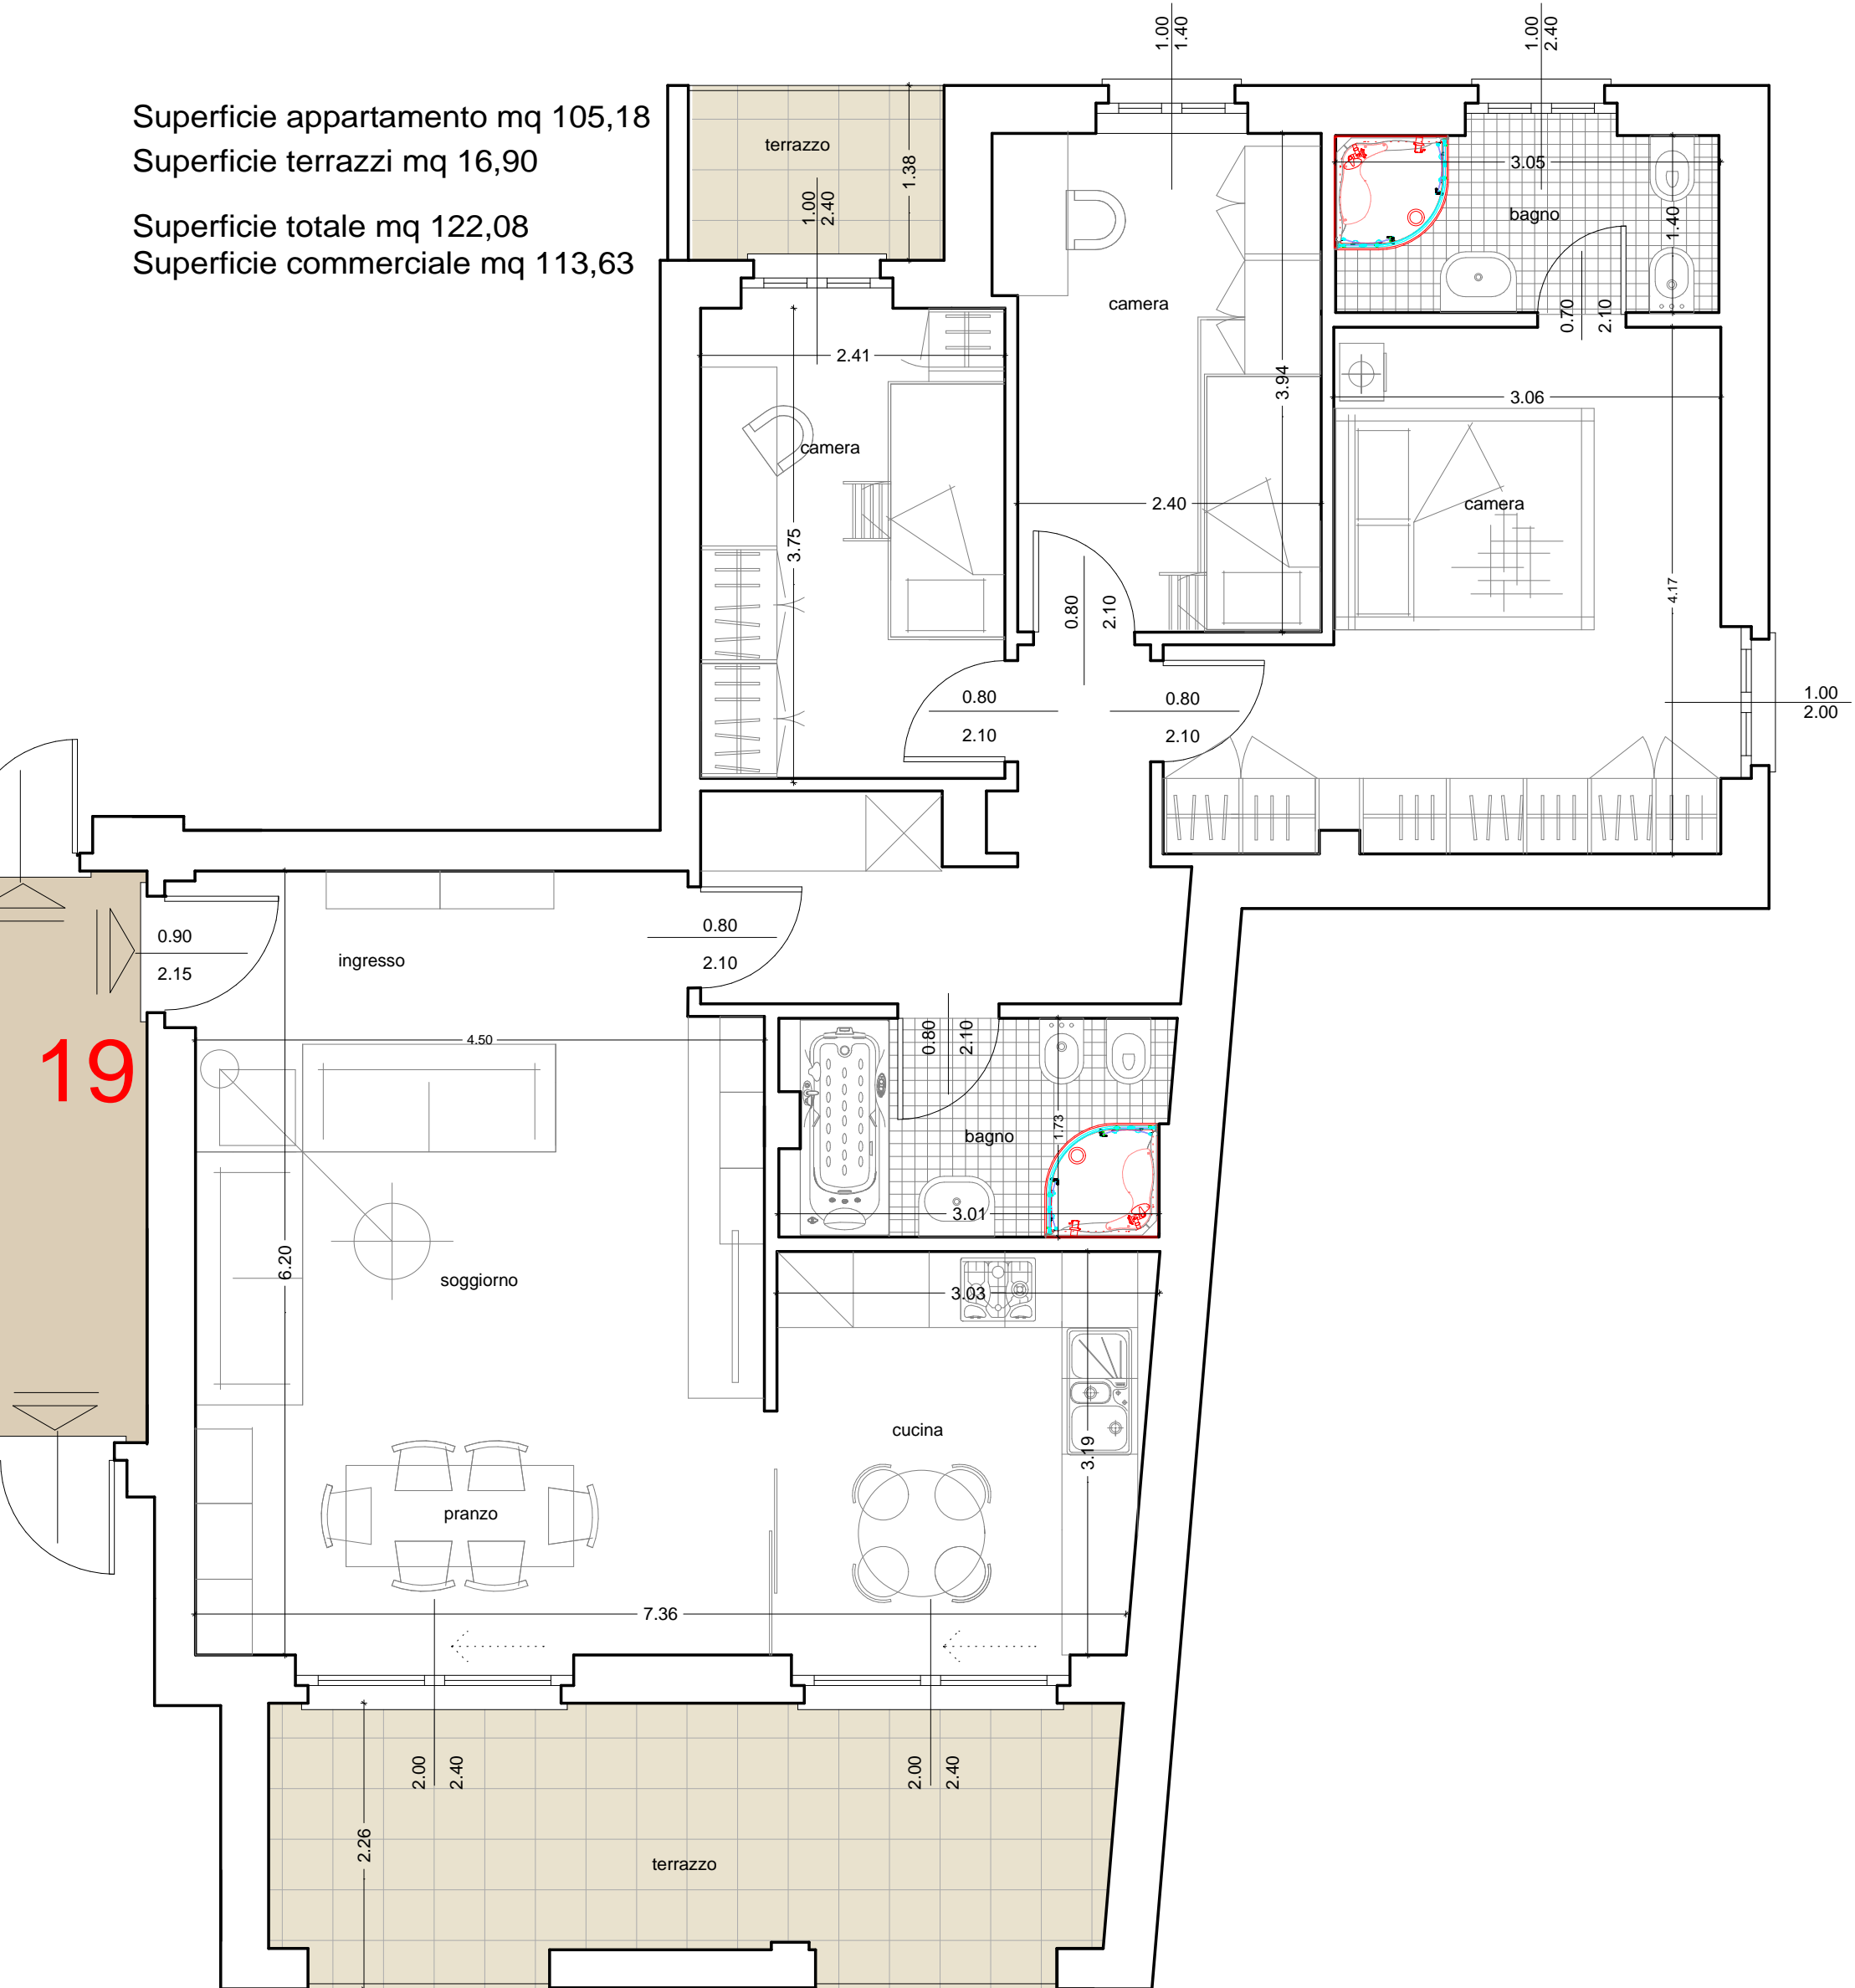 1.00
1.40
1.00
2.40
Superficie appartamento mq 105,18
Superficie terrazzi mq 16,90
Superficie totale mq 122,08
Superficie commerciale mq 113,63
terrazzo
1.38
1.00
2.40
3.05
bagno
1.40
camera
0.70
2.10
2.41
3.94
3.06
camera
2.40
camera
3.75
4.17
0.80
2.10
0.80
2.10
0.80
2.10
1.00
2.00
0.90
2.15
ingresso
0.80
2.10
19
4.50
0.80
2.10
bagno
1.73
3.01
6.20
soggiorno
3.03
cucina
3.19
pranzo
7.36
2.00
2.40
2.00
2.40
2.26
terrazzo